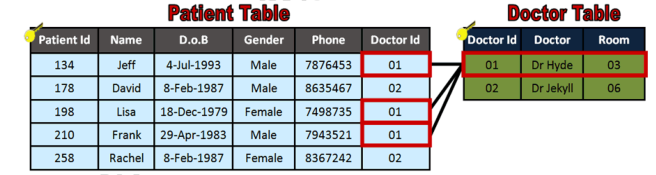 Patient Table
Doctor Table
Patient Id Name D.o.B Gender Phone Doctor Id
134 Jeff 4-Jul-1993 Male 7876453 01
178 David 8-Feb-1987 Male 8635467 02
198 Lisa 18-Dec-1979 Female 7498735 01
210 Frank 29-Apr-1983 Male 7943521 01
258 Rachel 8-Feb-1987 Female 8367242 02
Doctor Id Doctor Room
01 Dr Hyde 03
02 Dr Jekyll 06